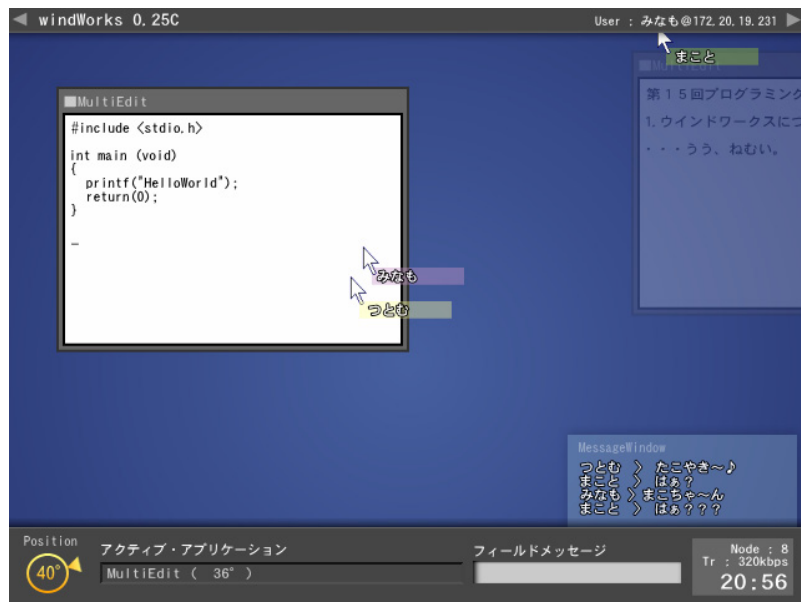 windWorks 0.25C
User : みなも@172.20.19.231
まこと
■MultiEdit
第15回プログラミング
1.ウインドワークスにつ
・・・うう、ねむい。
■MultiEdit
#include <stdio.h>
int main (void)
{
printf("HelloWorld");
return(0);
}
_
みなも
つとむ
MessageWindow
つとむ 〉 たこやき~♪
まこと 〉 はぁ?
みなも 〉まこちゃ~ん
まこと 〉 はぁ???
Position
40°
アクティブ・アプリケーション
MultiEdit ( 36° )
フィールドメッセージ
Node : 8
Tr : 320kbps
20:56